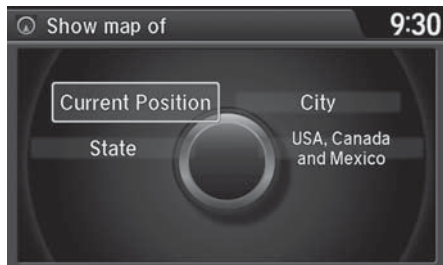 Show map of
9:30
Current Position
City
State
USA, Canada
and Mexico